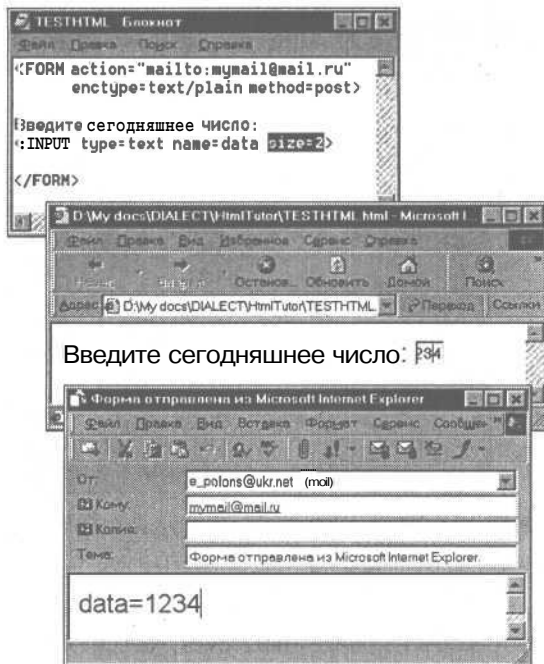 TESTHTML Блокнот
Файл Правка Поиск Справка
<FORM action="mailto:mymail@mail.ru"
enctype=text/plain method=post>
Введите сегодняшнее число:
<INPUT type=text name=data size=2>
</FORM>
D:\My docs\DIALECT\HtmlTutor\TESTHTML.html - Microsoft I
Файл Правка Вид Избранное Сервис Справка
Останов... Обновить Домой Поиск
Адрес D:\My docs\DIALECT\HtmlTutor\TESTHTML. Переход Ссылки
Введите сегодняшнее число: 234
Форма отправлена из Microsoft Internet Explorer
Файл Правка Вид Вставка Формат Сервис Сообщен
От: e_polons@ukr.net (moil)
Кому: mymail@mail.ru
Копия:
Тема: Форма отправлена из Microsoft Internet Explorer.
data=1234